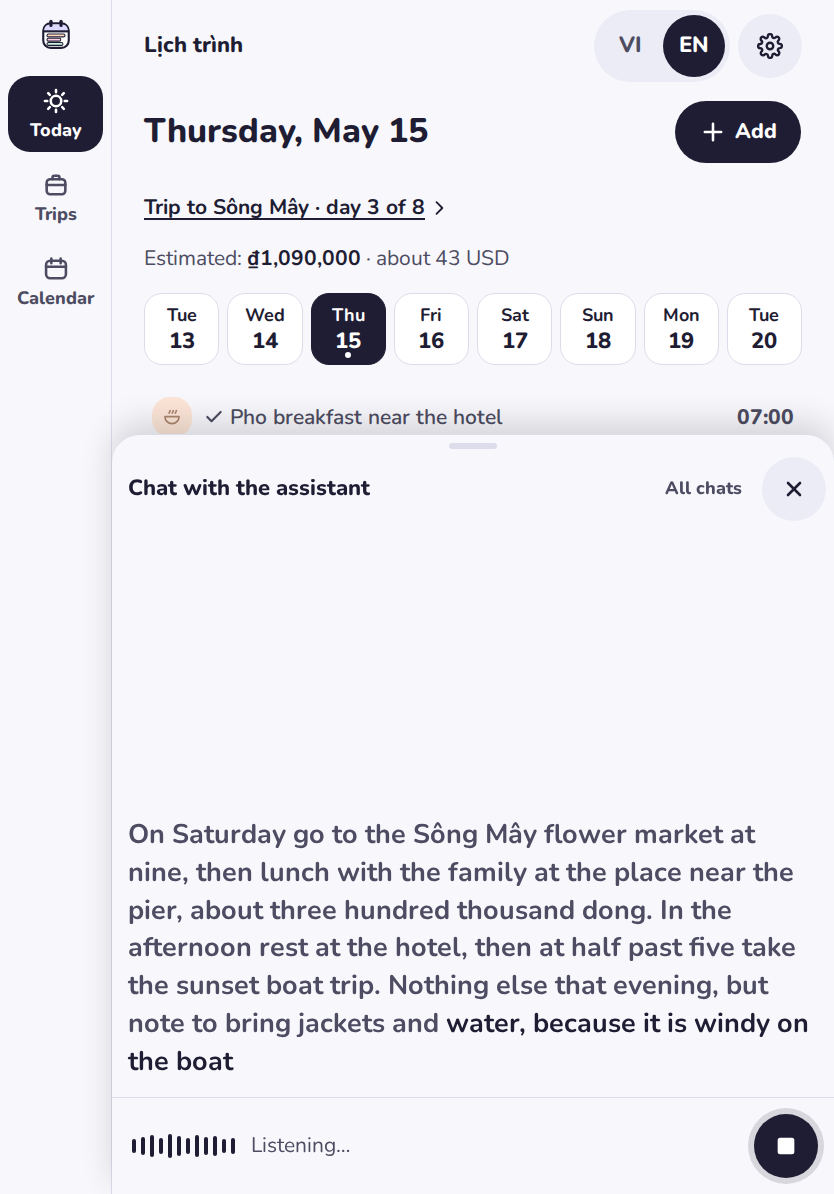 Lịch trình
VI
EN
Today
Trips
Calendar
Thursday, May 15
Add
Trip to Sông Mây · day 3 of 8
Estimated: ₫1,090,000 · about 43 USD
Tue
13
Wed
14
Thu
15
Fri
16
Sat
17
Sun
18
Mon
19
Tue
20
Pho breakfast near the hotel
07:00
Chat with the assistant
All chats
On Saturday go to the Sông Mây flower market at
nine, then lunch with the family at the place near the
pier, about three hundred thousand dong. In the
afternoon rest at the hotel, then at half past five take
the sunset boat trip. Nothing else that evening, but
note to bring jackets and water, because it is windy on
the boat
Listening...